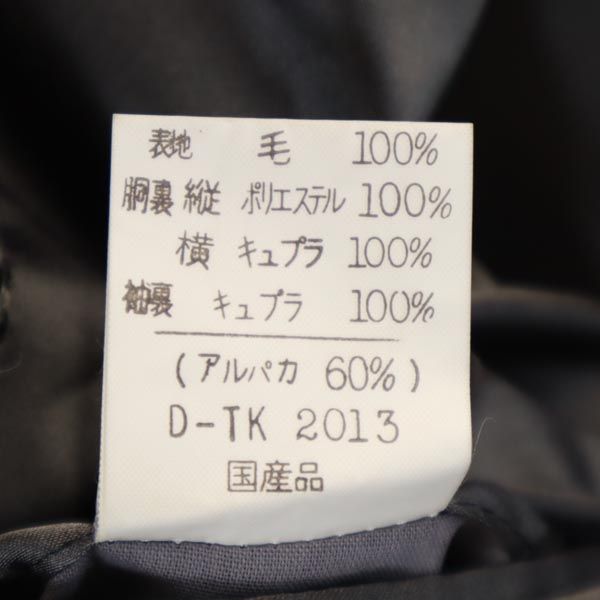 表地 毛 100%
胴裏 縦 ポリエステル 100%
横 キュプラ 100%
袖裏 キュプラ 100%
(アルパカ 60%)
D-TK 2013
国産品